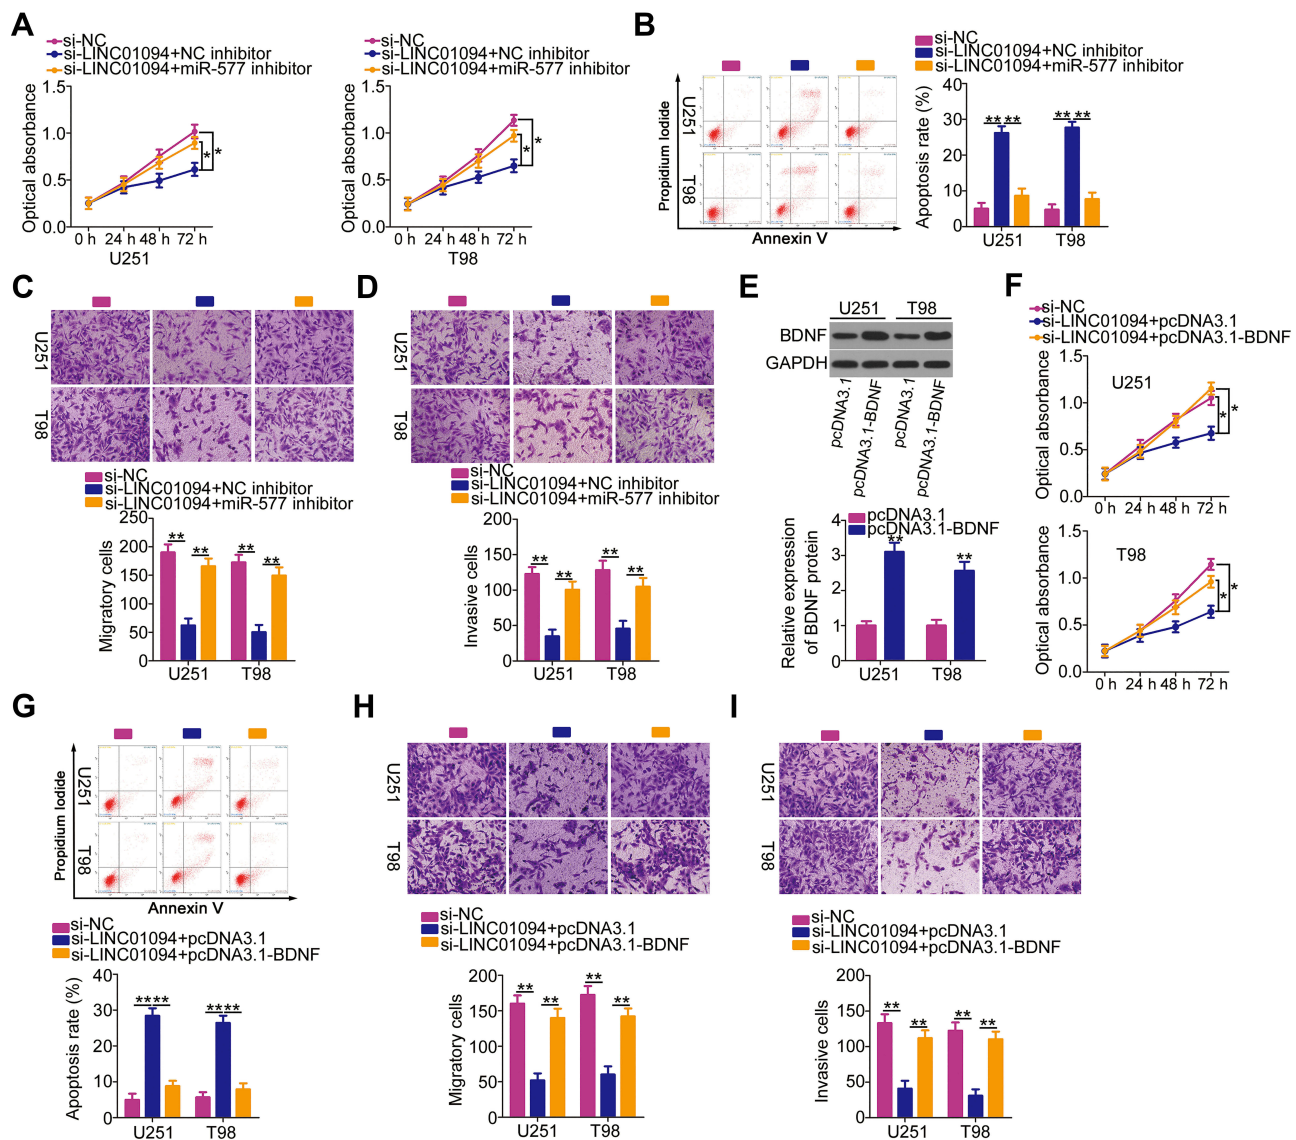 A
si-NC
si-LINC01094+NC inhibitor
si-LINC01094+miR-577 inhibitor
Optical absorbance
1.5
1.0
0.5
0.0
0 h 24 h 48 h 72 h
U251
* *
si-NC
si-LINC01094+NC inhibitor
si-LINC01094+miR-577 inhibitor
Optical absorbance
1.5
1.0
0.5
0.0
0 h 24 h 48 h 72 h
T98
* *
B
U251
T98
Propidium Iodide
Annexin V
si-NC
si-LINC01094+NC inhibitor
si-LINC01094+miR-577 inhibitor
Apoptosis rate (%)
40
30
20
10
0
** ** ** **
U251 T98
C
U251
T98
si-NC
si-LINC01094+NC inhibitor
si-LINC01094+miR-577 inhibitor
Migratory cells
250
200
150
100
50
0
** ** ** **
U251 T98
D
U251
T98
si-NC
si-LINC01094+NC inhibitor
si-LINC01094+miR-577 inhibitor
Invasive cells
200
150
100
50
0
** ** ** **
U251 T98
E
U251 T98
BDNF
GAPDH
pcDNA3.1
pcDNA3.1-BDNF
pcDNA3.1
pcDNA3.1-BDNF
pcDNA3.1
pcDNA3.1-BDNF
Relative expression
of BDNF protein
4
3
2
1
0
** **
U251 T98
F
si-NC
si-LINC01094+pcDNA3.1
si-LINC01094+pcDNA3.1-BDNF
Optical absorbance
1.5
1.0
0.5
0.0
U251
* *
0 h 24 h 48 h 72 h
Optical absorbance
1.5
1.0
0.5
0.0
T98
* *
0 h 24 h 48 h 72 h
G
U251
T98
Propidium Iodide
Annexin V
si-NC
si-LINC01094+pcDNA3.1
si-LINC01094+pcDNA3.1-BDNF
Apoptosis rate (%)
40
30
20
10
0
**** ****
U251 T98
H
U251
T98
si-NC
si-LINC01094+pcDNA3.1
si-LINC01094+pcDNA3.1-BDNF
Migratory cells
200
150
100
50
0
** ** ** **
U251 T98
I
U251
T98
si-NC
si-LINC01094+pcDNA3.1
si-LINC01094+pcDNA3.1-BDNF
Invasive cells
200
150
100
50
0
** ** ** **
U251 T98